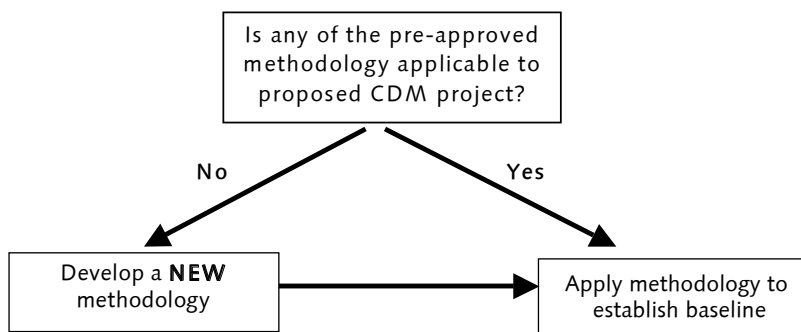 Is any of the pre-approved
methodology applicable to
proposed CDM project?
No
Yes
Develop a NEW
methodology
Apply methodology to
establish baseline